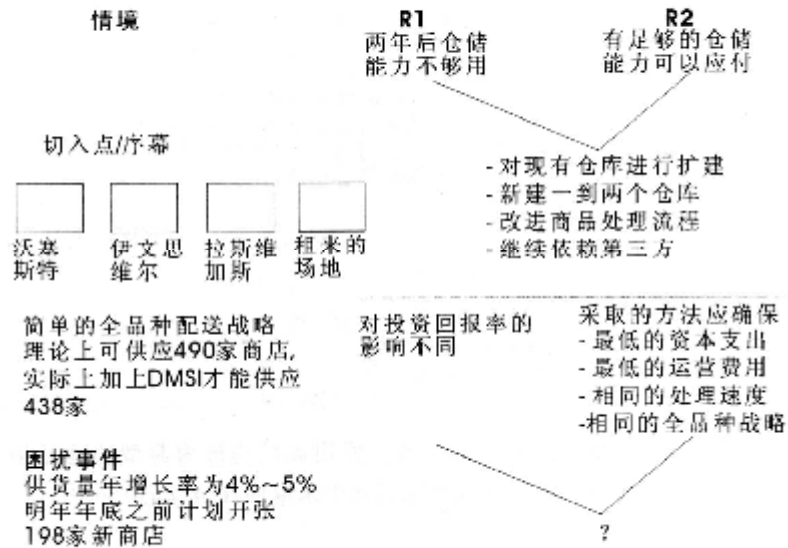 情境
R1
两年后仓储
能力不够用
R2
有足够的仓储
能力可以应付
切入点/序幕
- 对现有仓库进行扩建
- 新建一到两个仓库
- 改进商品处理流程
- 继续依赖第三方
沃塞
斯特
伊文思
维尔
拉斯维
加斯
租来的
场地
简单的全品种配送战略
理论上可供应490家商店,
实际上加上DMSI才能供应
438家
对投资回报率的
影响不同
采取的方法应确保
- 最低的资本支出
- 最低的运营费用
- 相同的处理速度
-相同的全品种战略
困扰事件
供货量年增长率为4%~5%
明年年底之前计划开张
198家新商店
?